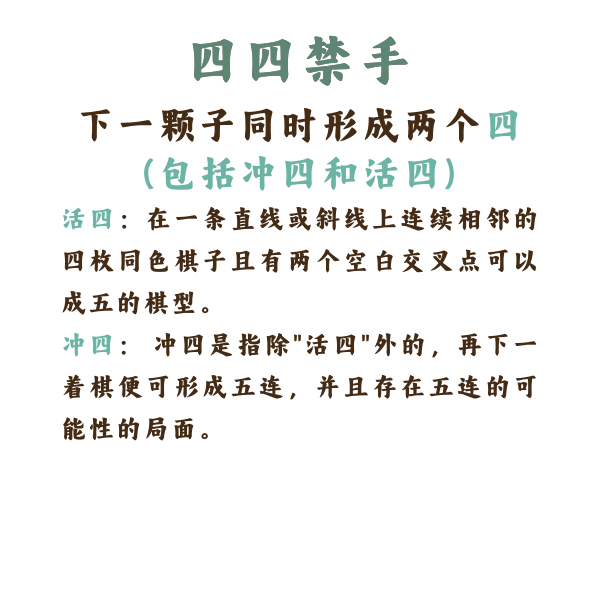 四四禁手
下一颗子同时形成两个四
(包括冲四和活四)
活四：在一条直线或斜线上连续相邻的
四枚同色棋子且有两个空白交叉点可以
成五的棋型。
冲四： 冲四是指除"活四"外的，再下一
着棋便可形成五连，并且存在五连的可
能性的局面。